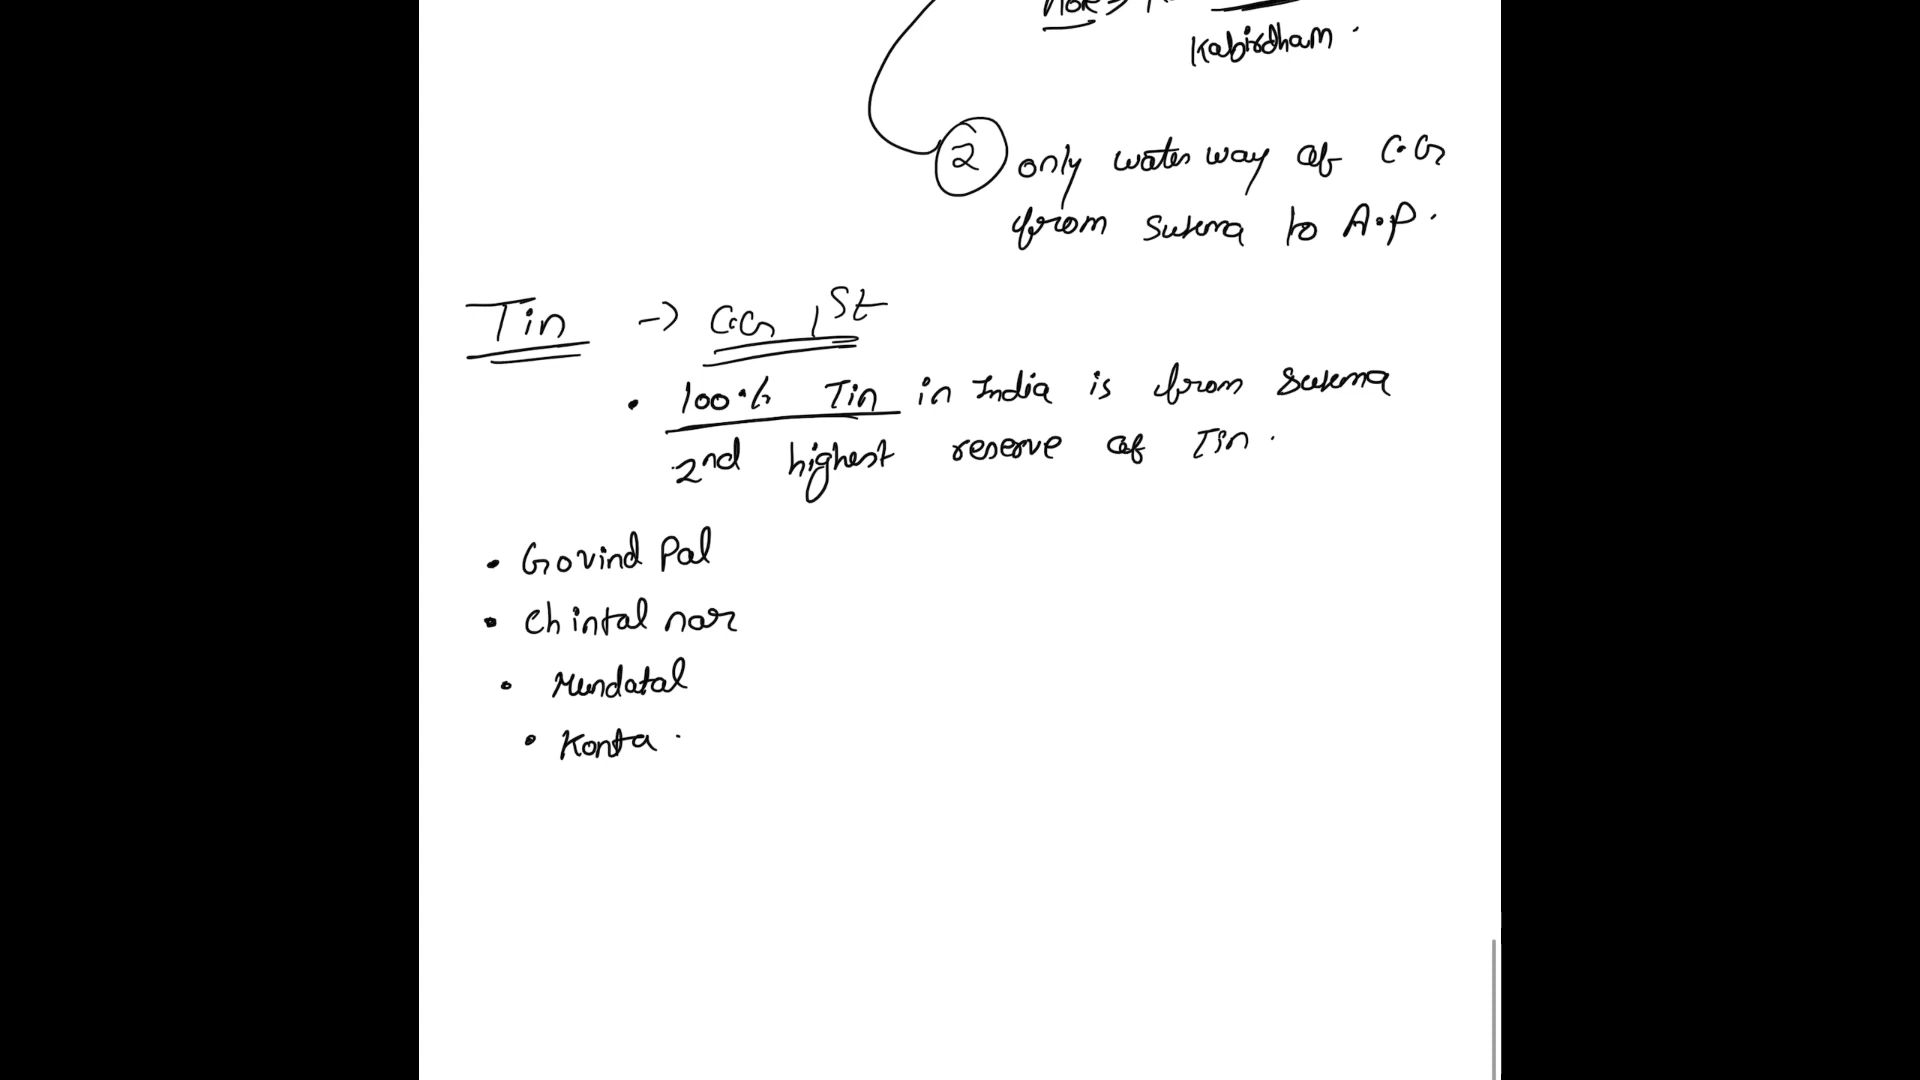 Kabirdham.
2 only water way of C.G
from Sukma to A.P.
Tin -> C.G 1st
• 100% Tin in India is from Sukma
2nd highest reserve of Tin.
• Govind Pal
• Chintal nar
• Mundatal
• Konta.